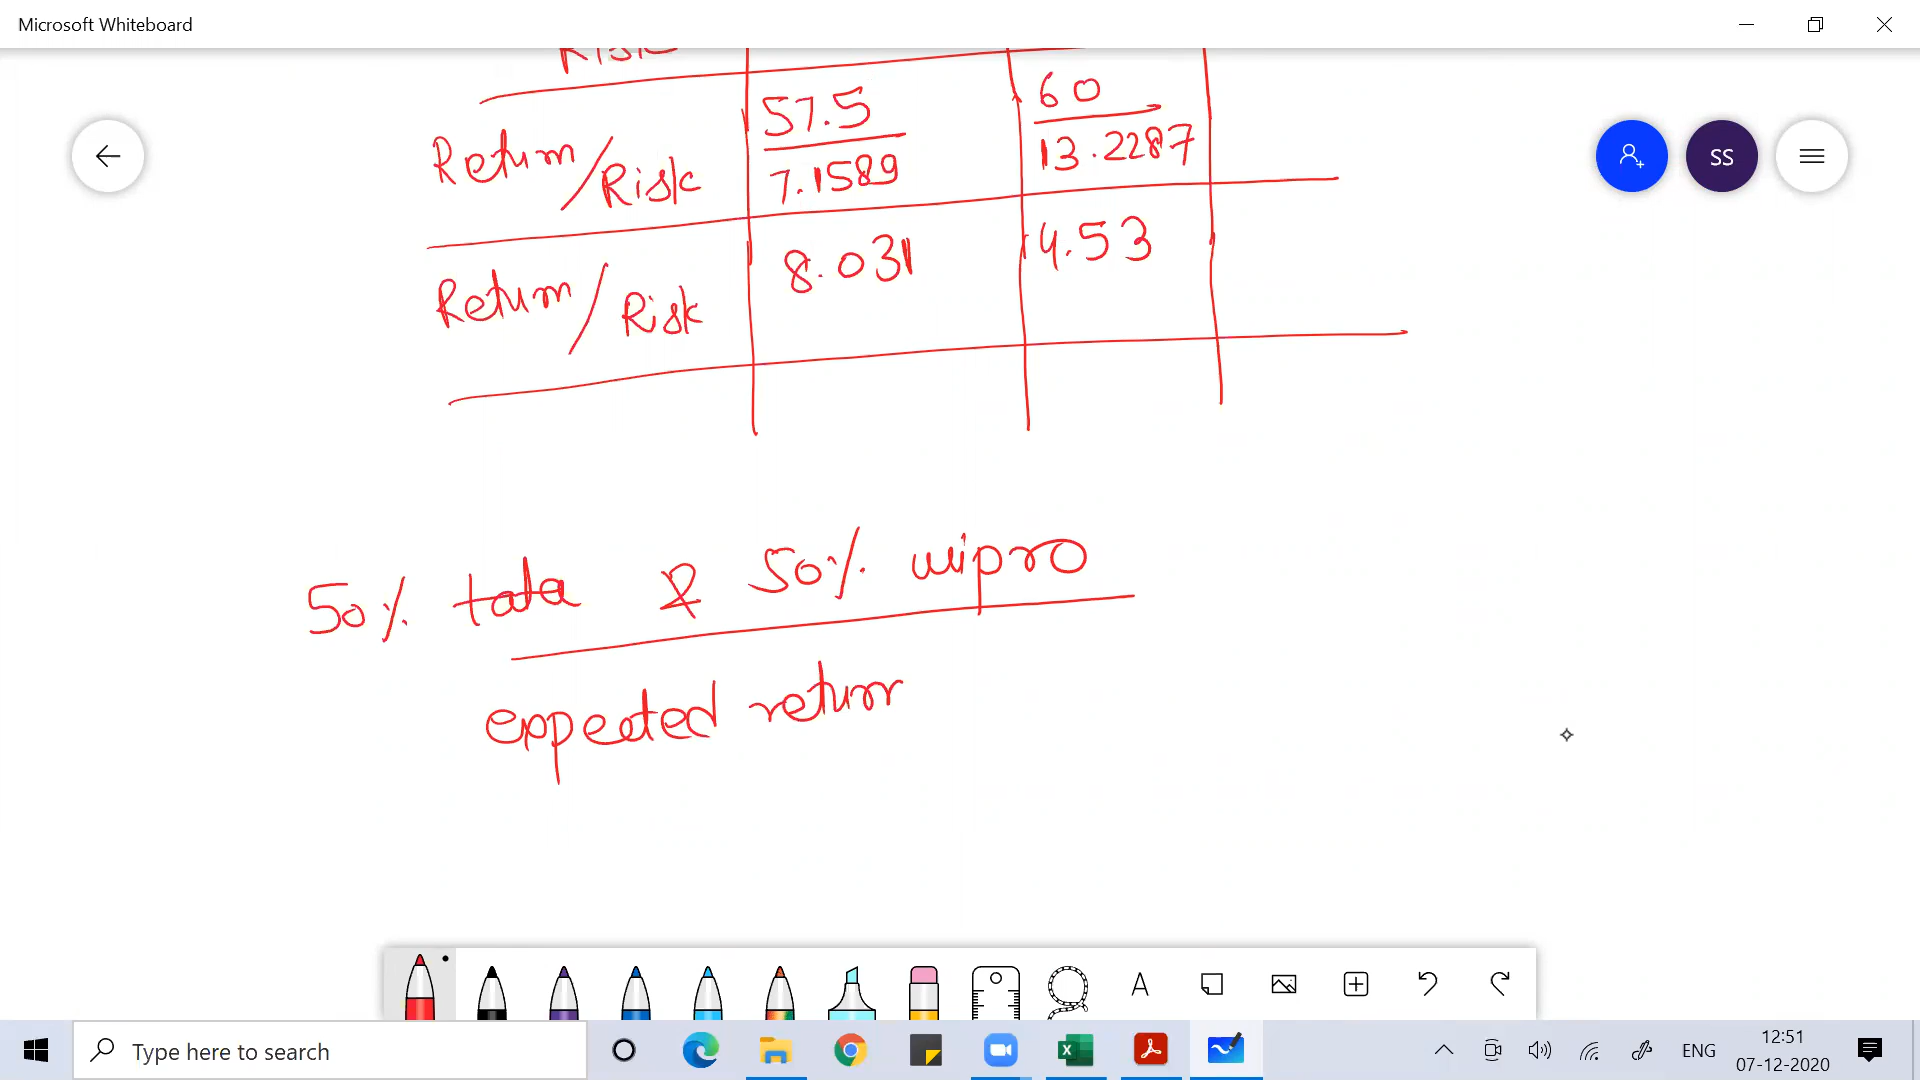 Microsoft Whiteboard
Risk
Return/Risk 57.5/7.1589 60/13.2287
SS
Return/Risk 8.031 4.53
50% tata & 50% wipro
expected return
A
Type here to search
ENG
12:51
07-12-2020